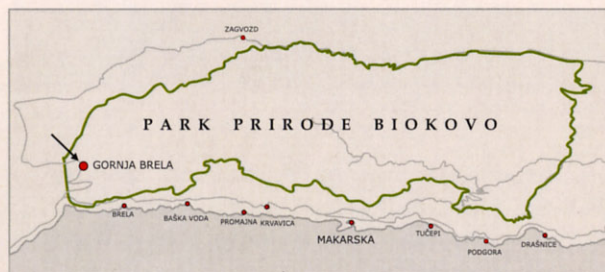 ZAGVOZD
PARK PRIRODE BIOKOVO
GORNJA BRELA
BRELA
BAŠKA VODA
PROMAJNA
KRVAVICA
MAKARSKA
TUČEPI
PODGORA
DRAŠNICE